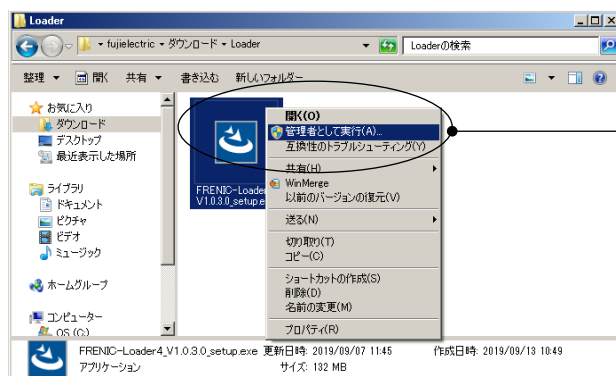 Loader
fujielectric ダウンロード Loader
Loaderの検索
整理 開く 共有 書き込む 新しいフォルダー
お気に入り
ダウンロード
デスクトップ
最近表示した場所
ライブラリ
ドキュメント
ピクチャ
ビデオ
ミュージック
ホームグループ
コンピューター
OS (C:)
FRENIC-Loader
V1.0.3.0_setup.e
開く(O)
管理者として実行(A)...
互換性のトラブルシューティング(Y)
共有(H)
WinMerge
以前のバージョンの復元(V)
送る(N)
切り取り(T)
コピー(C)
ショートカットの作成(S)
削除(D)
名前の変更(M)
プロパティ(R)
FRENIC-Loader4_V1.0.3.0_setup.exe 更新日時: 2019/09/07 11:45 作成日時: 2019/09/13 10:49
アプリケーション サイズ: 132 MB